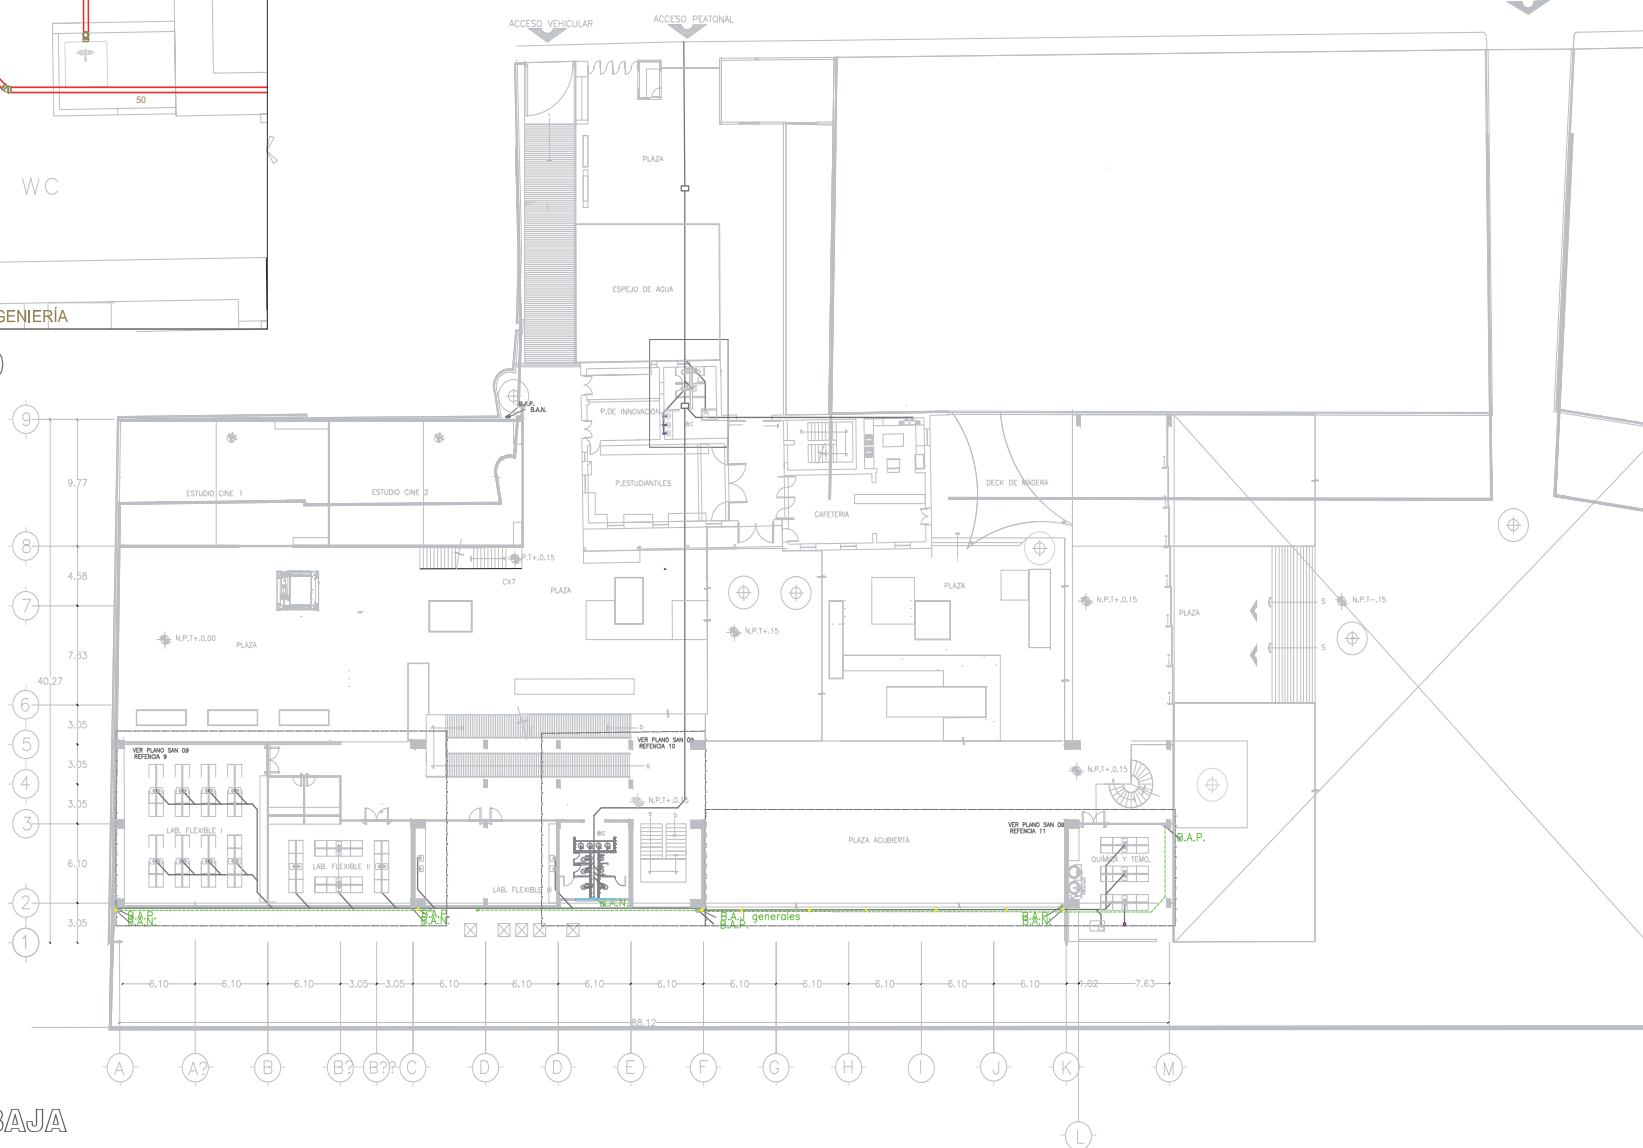 ACCESO VEHICULAR
ACCESO PEATONAL
50
WC
GENIERÍA
PLAZA
ESPEJO DE AGUA
B.A.P.
B.A.N.
P.DE INNOVACIÓN
WC
9
9.77
ESTUDIO CINE 1
ESTUDIO CINE 2
P.ESTUDIANTILES
CAFETERIA
DECK DE MADERA
8
N.P.T+.0.15
CX7
4.58
PLAZA
PLAZA
7
N.P.T+.0.15
PLAZA
S
N.P.T-.15
N.P.T+.0.00
PLAZA
N.P.T+.15
7.63
S
40.27
6
3.05
b
5
VER PLANO SAN 09
REFENCIA 9
VER PLANO SAN 09
REFENCIA 10
3.05
s
4
N.P.T+.0.15
3.05
N.P.T+.0.15
3
LAB. FLEXIBLE I
WC
s
b
PLAZA ACUBIERTA
VER PLANO SAN 09
REFENCIA 11
B.A.P.
6.10
LAB. FLEXIBLE II
QUIMICA Y TEMO.
LAB. FLEXIBLE III
2
B.A.N.
B.A.P.
B.A.N.
B.A.P.
B.A.N.
B.A.J generales
B.A.P.
B.A.P.
B.A.N.
3.05
1
6.10
6.10
6.10
3.05
3.05
6.10
6.10
6.10
6.10
6.10
6.10
6.10
6.10
6.10
1.02
7.63
88.12
A
A?
B
B?
B??
C
D
D
E
F
G
H
I
J
K
M
BAJA
L